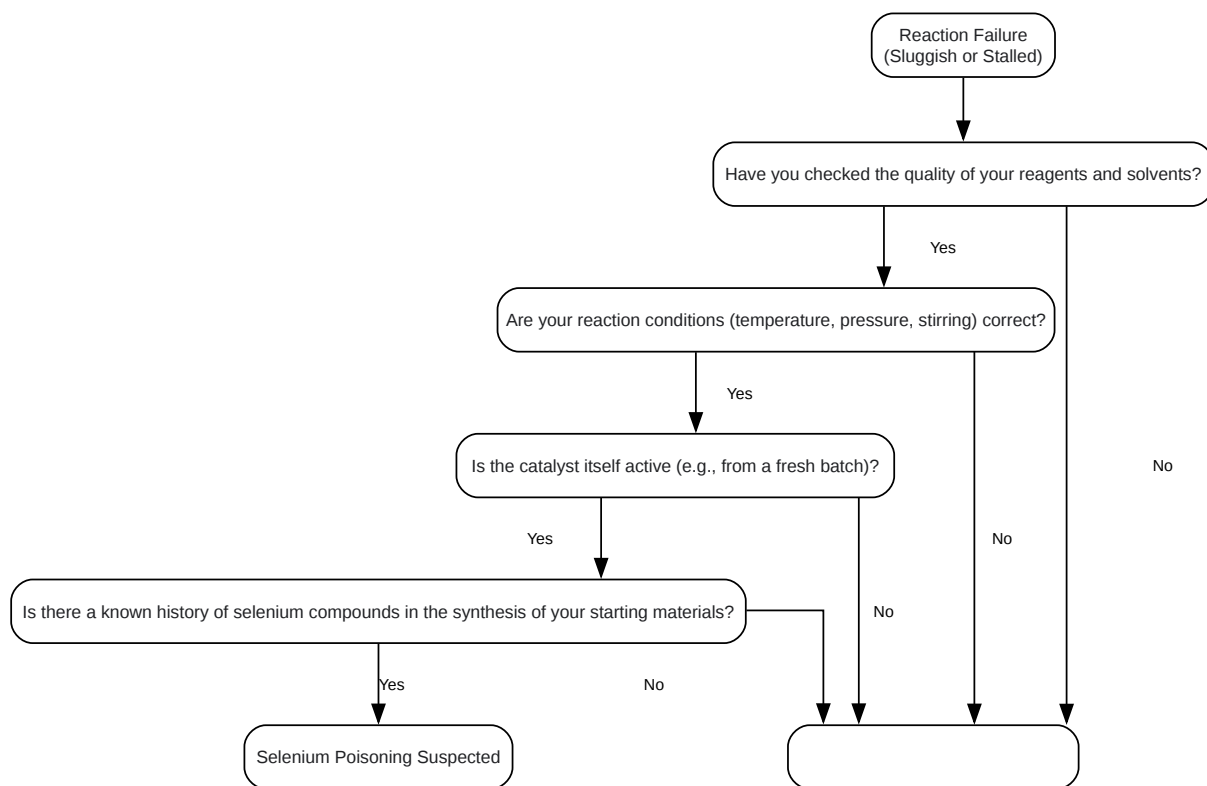 Reaction Failure
(Sluggish or Stalled)
Have you checked the quality of your reagents and solvents?
Yes
Are your reaction conditions (temperature, pressure, stirring) correct?
Yes
Is the catalyst itself active (e.g., from a fresh batch)?
No
Yes
No
Is there a known history of selenium compounds in the synthesis of your starting materials?
No
Yes
No
Selenium Poisoning Suspected